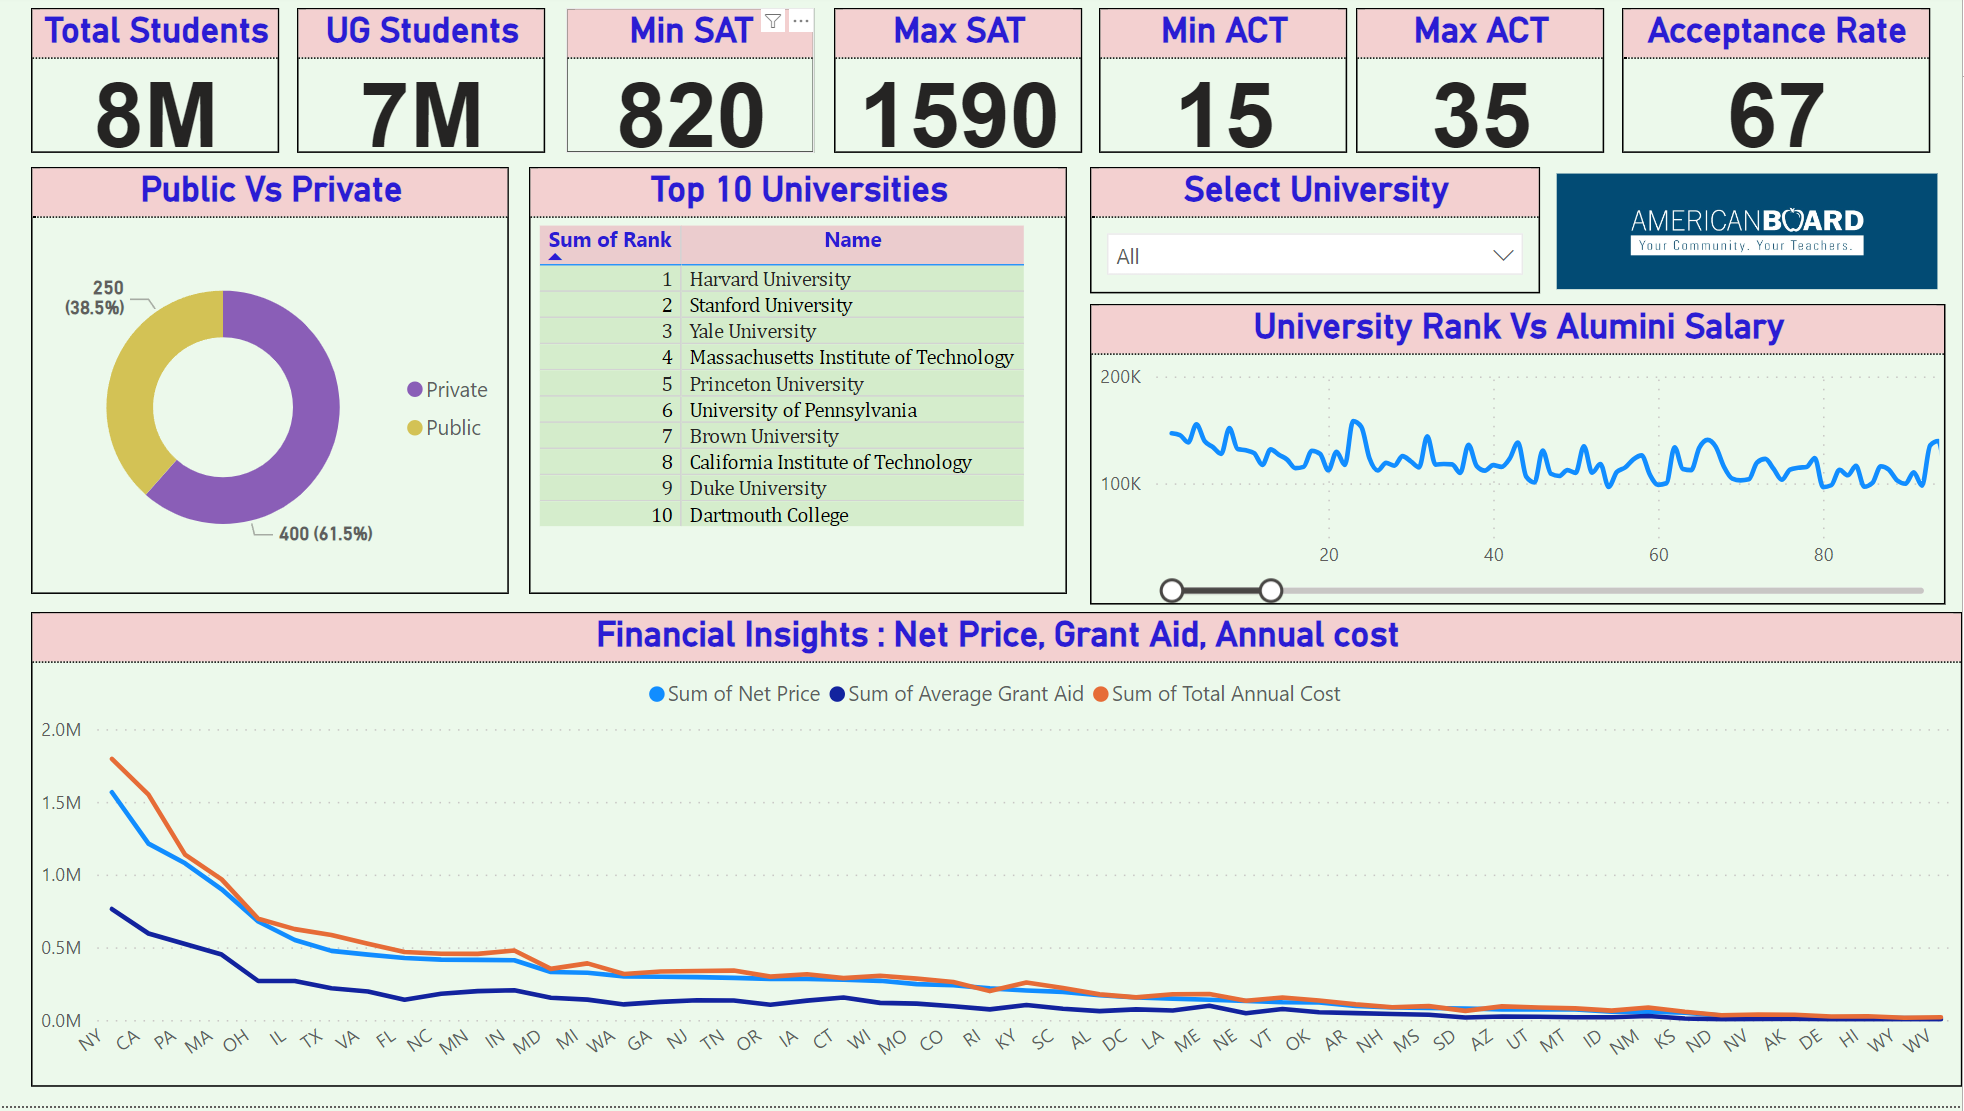 Total Students
8M
UG Students
7M
Min SAT
820
Max SAT
1590
Min ACT
15
Max ACT
35
Acceptance Rate
67
Public Vs Private
250
(38.5%)
400 (61.5%)
Private
Public
Top 10 Universities
Sum of Rank Name
1 Harvard University
2 Stanford University
3 Yale University
4 Massachusetts Institute of Technology
5 Princeton University
6 University of Pennsylvania
7 Brown University
8 California Institute of Technology
9 Duke University
10 Dartmouth College
Select University
All
AMERICANBOARD
Your Community. Your Teachers.
University Rank Vs Alumini Salary
200K
100K
20 40 60 80
Financial Insights : Net Price, Grant Aid, Annual cost
Sum of Net Price Sum of Average Grant Aid Sum of Total Annual Cost
2.0M
1.5M
1.0M
0.5M
0.0M
NY CA PA MA OH IL TX VA FL NC MN IN MD MI WA GA NJ TN OR IA CT WI MO CO RI KY SC AL DC LA ME NE VT OK AR NH MS SD AZ UT MT ID NM KS ND NV AK DE HI WY WV